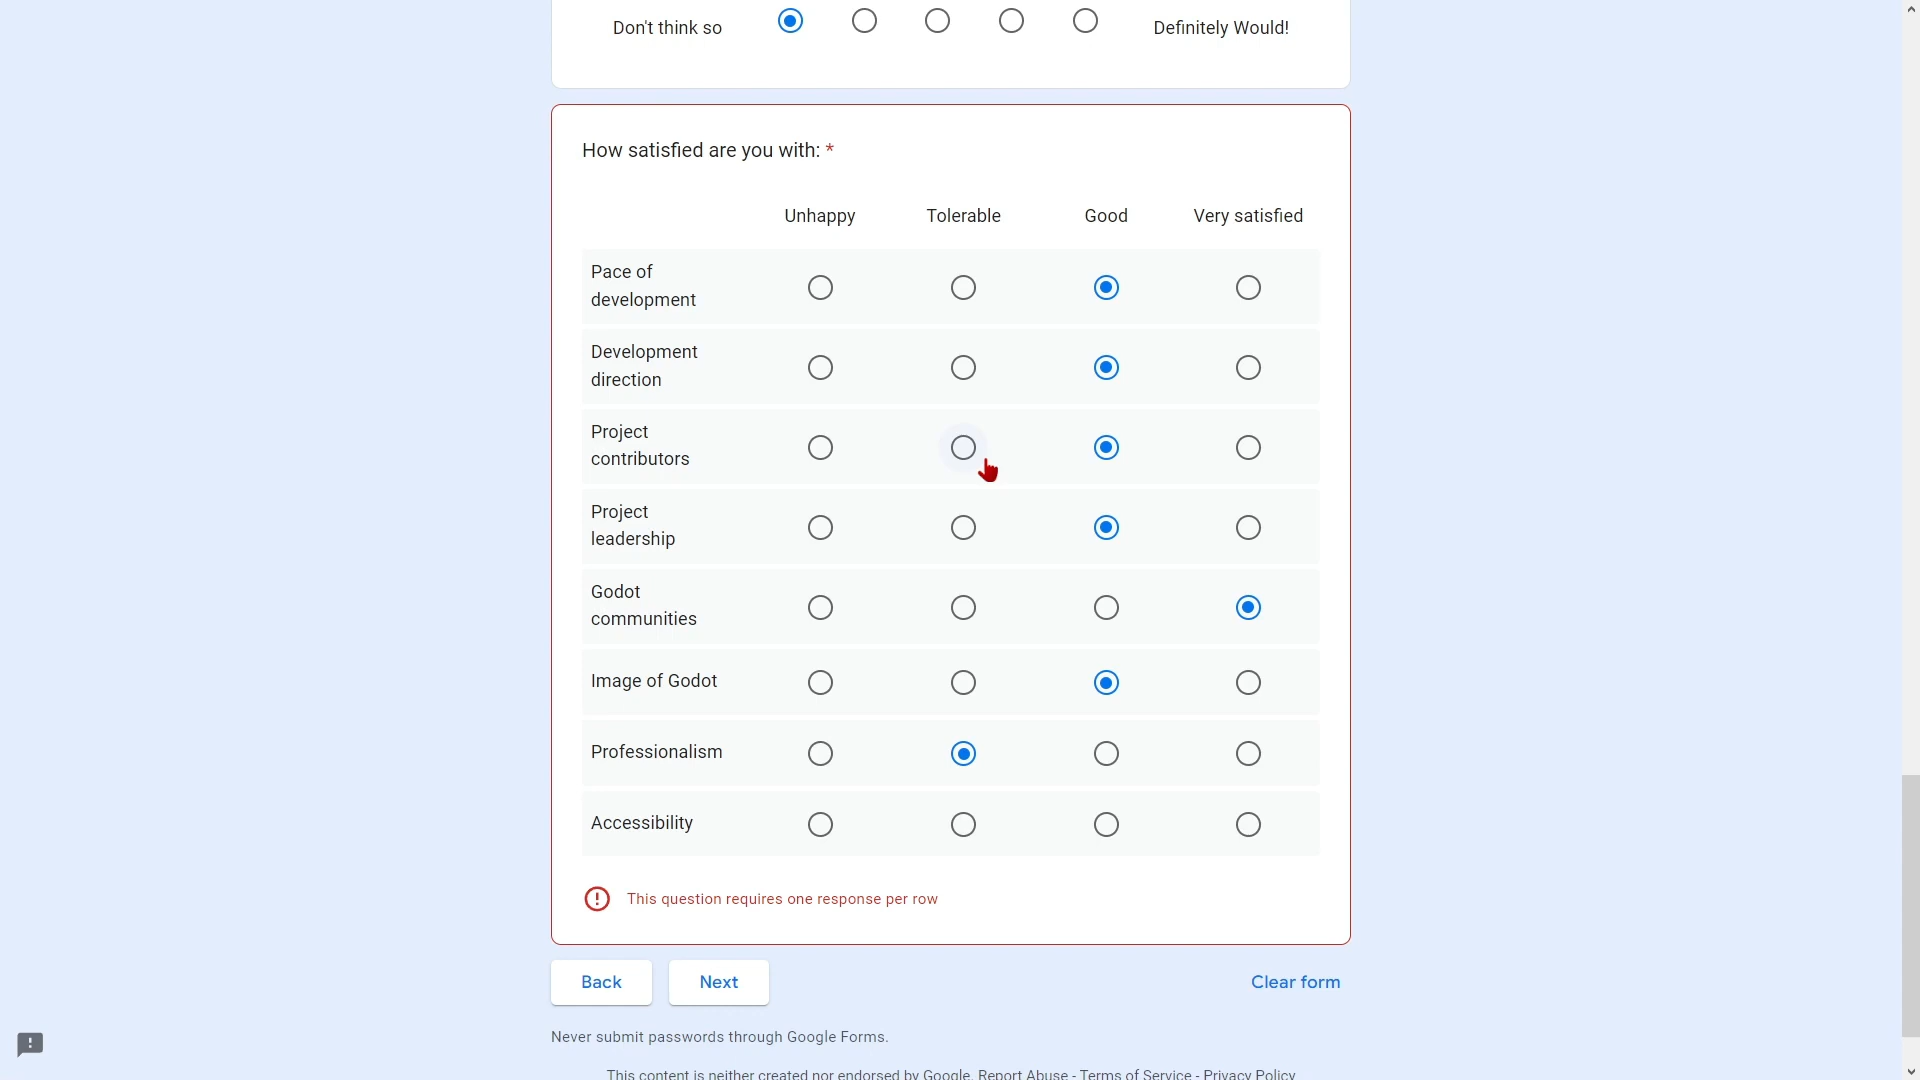 Don't think so
Definitely Would!
How satisfied are you with: *
Unhappy Tolerable Good Very satisfied
Pace of
development
Development
direction
Project
contributors
Project
leadership
Godot
communities
Image of Godot
Professionalism
Accessibility
This question requires one response per row
Back Next Clear form
Never submit passwords through Google Forms.
This content is neither created nor endorsed by Google. Report Abuse - Terms of Service - Privacy Policy